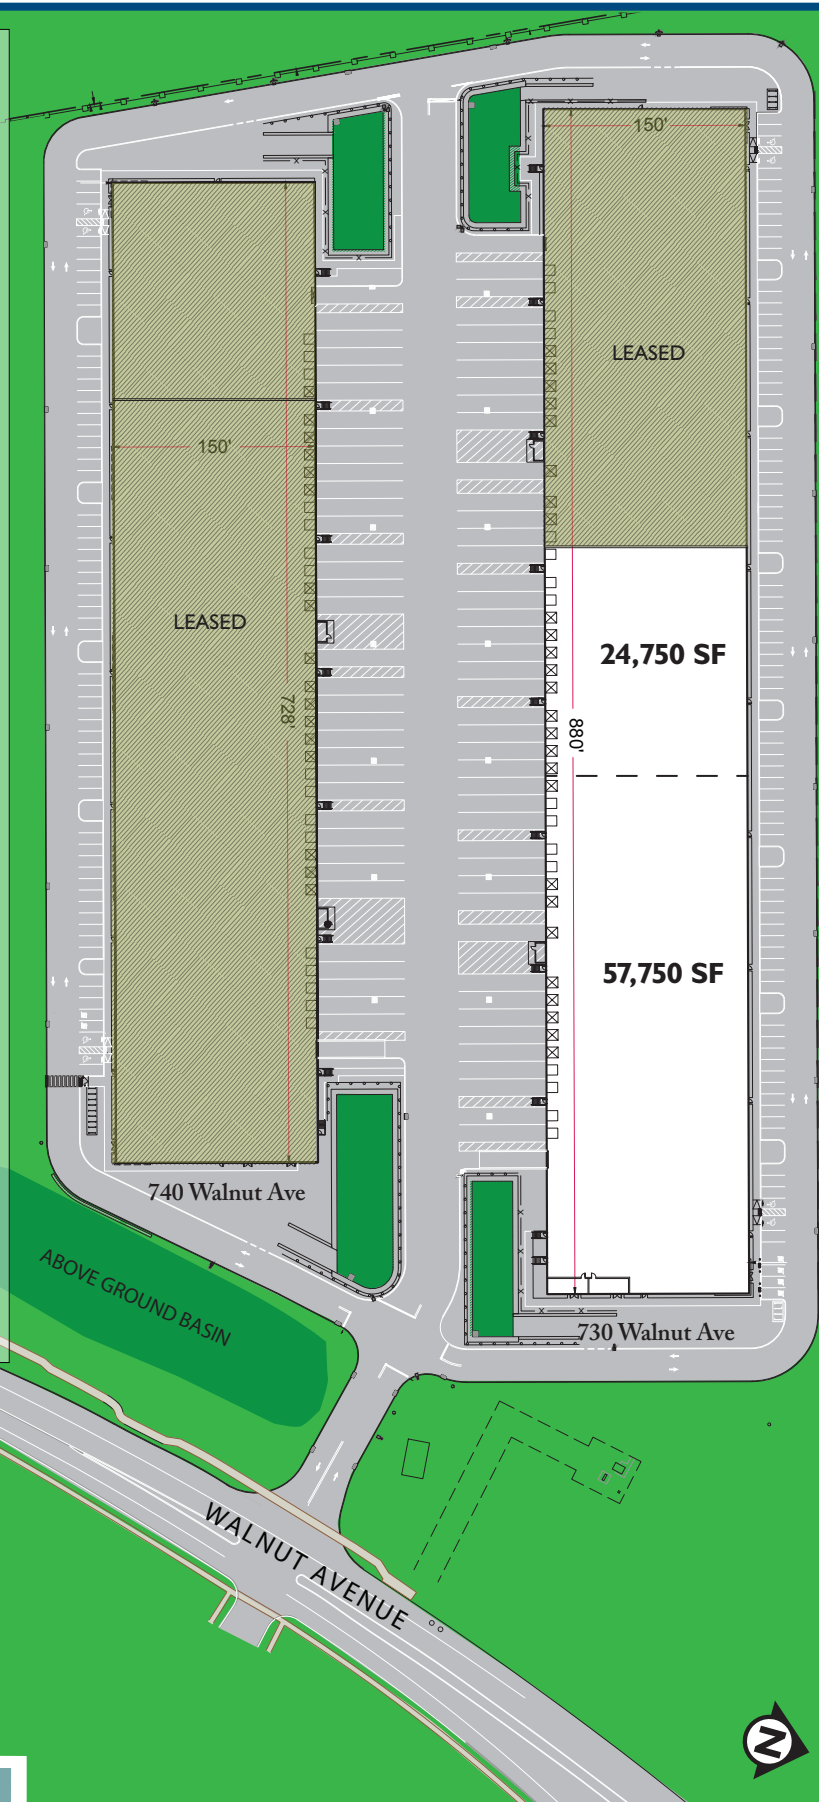 150'
LEASED
150'
LEASED
24,750 SF
728'
880'
57,750 SF
740 Walnut Ave
ABOVE GROUND BASIN
730 Walnut Ave
WALNUT AVENUE
N